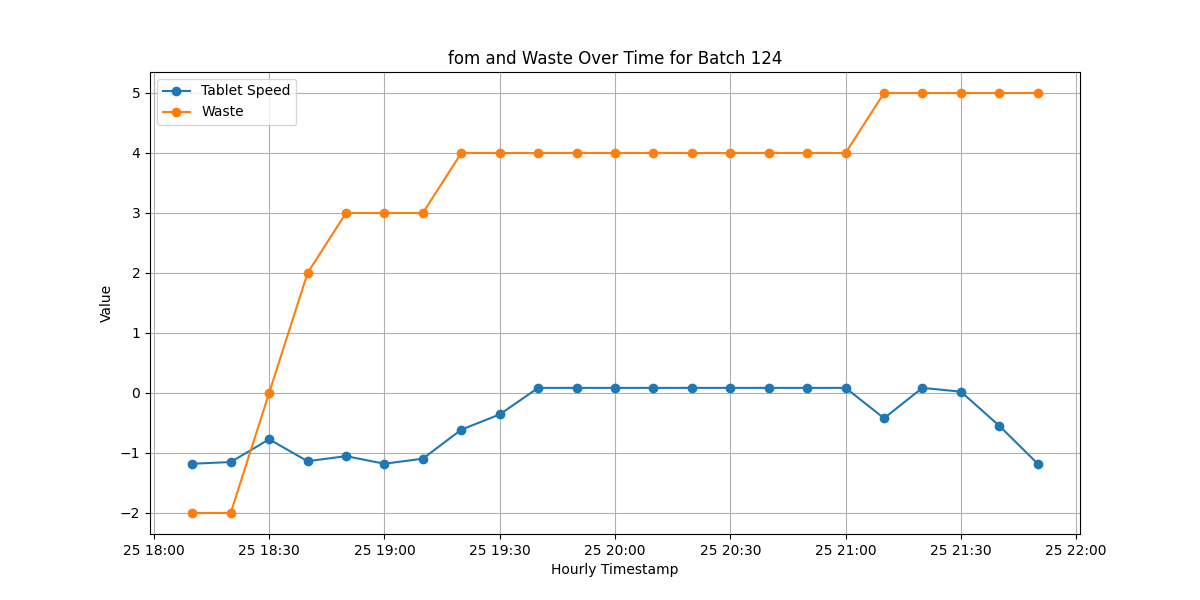 fom and Waste Over Time for Batch 124
Tablet Speed
Waste
Value
5
4
3
2
1
0
−1
−2
25 18:00 25 18:30 25 19:00 25 19:30 25 20:00 25 20:30 25 21:00 25 21:30 25 22:00
Hourly Timestamp